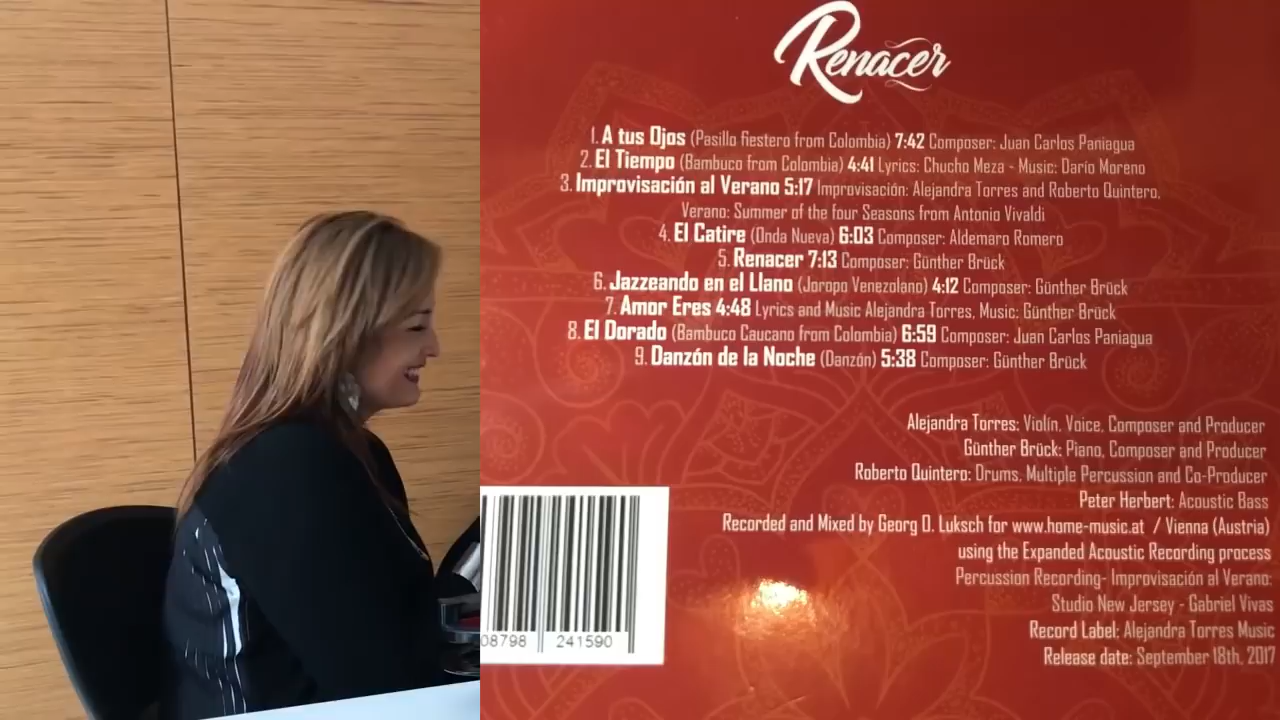 Renacer
1. A tus Ojos (Pasillo fiestero from Colombia) 7:42 Composer: Juan Carlos Paniagua
2. El Tiempo (Bambuco from Colombia) 4:41 Lyrics: Chucho Meza - Music: Darío Moreno
3. Improvisación al Verano 5:17 Improvisación: Alejandra Torres and Roberto Quintero,
Verano: Summer of the four Seasons from Antonio Vivaldi
4. El Catire (Onda Nueva) 6:03 Composer: Aldemaro Romero
5. Renacer 7:13 Composer: Günther Brück
6. Jazzeando en el Llano (Joropo Venezolano) 4:12 Composer: Günther Brück
7. Amor Eres 4:48 Lyrics and Music Alejandra Torres, Music: Günther Brück
8. El Dorado (Bambuco Caucano from Colombia) 6:59 Composer: Juan Carlos Paniagua
9. Danzón de la Noche (Danzón) 5:38 Composer: Günther Brück
Alejandra Torres: Violín, Voice, Composer and Producer
Günther Brück: Piano, Composer and Producer
Roberto Quintero: Drums, Multiple Percussion and Co-Producer
Peter Herbert: Acoustic Bass
Recorded and Mixed by Georg O. Luksch for www.home-music.at / Vienna (Austria)
using the Expanded Acoustic Recording process
Percussion Recording- Improvisación al Verano:
Studio New Jersey - Gabriel Vivas
Record Label: Alejandra Torres Music
Release date: September 18th, 2017
08798 241590